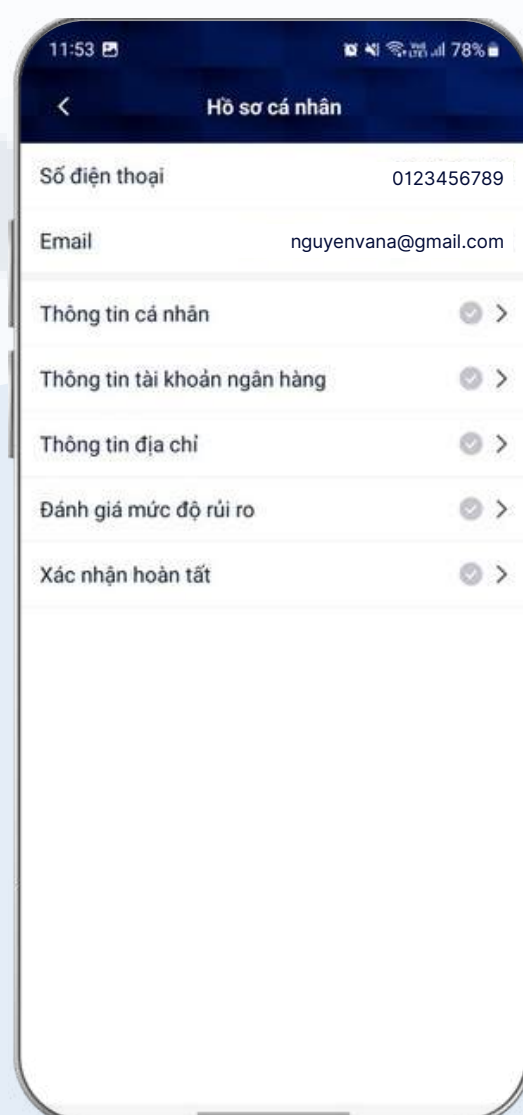 11:53 78%
Hồ sơ cá nhân
Số điện thoại 0123456789
Email nguyenvana@gmail.com
Thông tin cá nhân
Thông tin tài khoản ngân hàng
Thông tin địa chỉ
Đánh giá mức độ rủi ro
Xác nhận hoàn tất